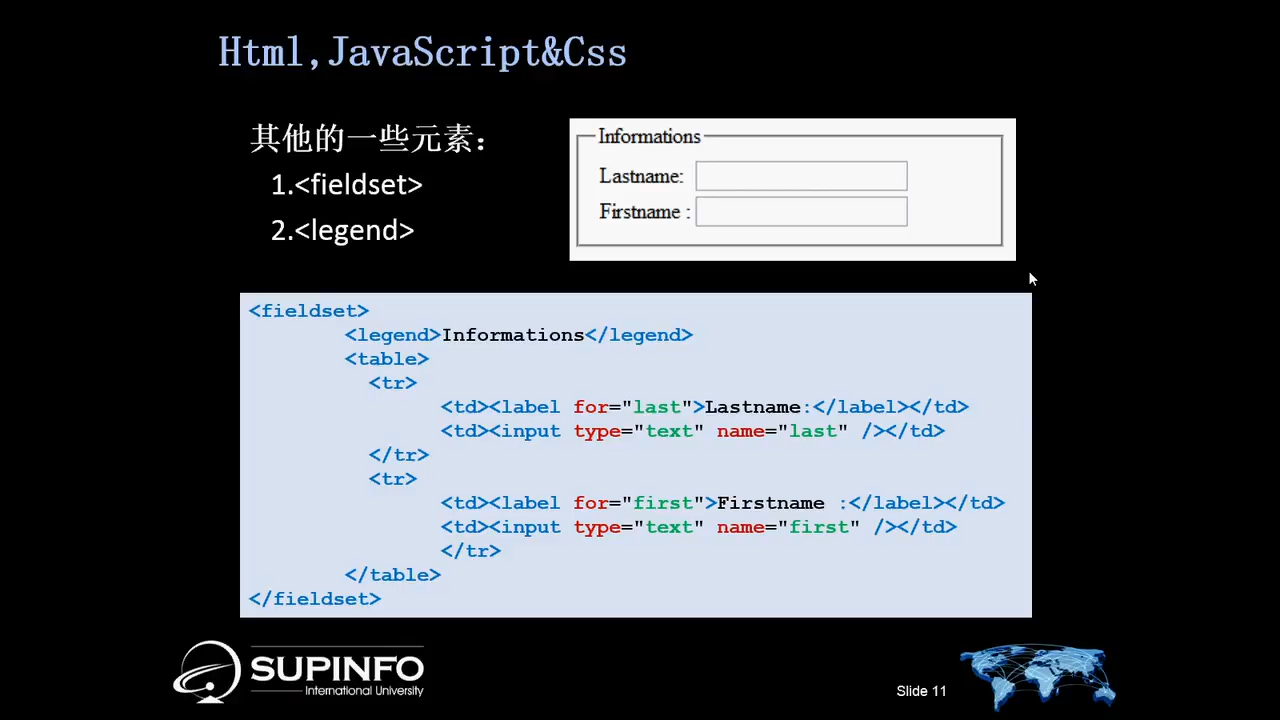 Html,JavaScript&Css
其他的一些元素：
1.<fieldset>
2.<legend>
Informations
Lastname:
Firstname :
<fieldset>
<legend>Informations</legend>
<table>
<tr>
<td><label for="last">Lastname:</label></td>
<td><input type="text" name="last" /></td>
</tr>
<tr>
<td><label for="first">Firstname :</label></td>
<td><input type="text" name="first" /></td>
</tr>
</table>
</fieldset>
SUPINFO
International University
Slide 11